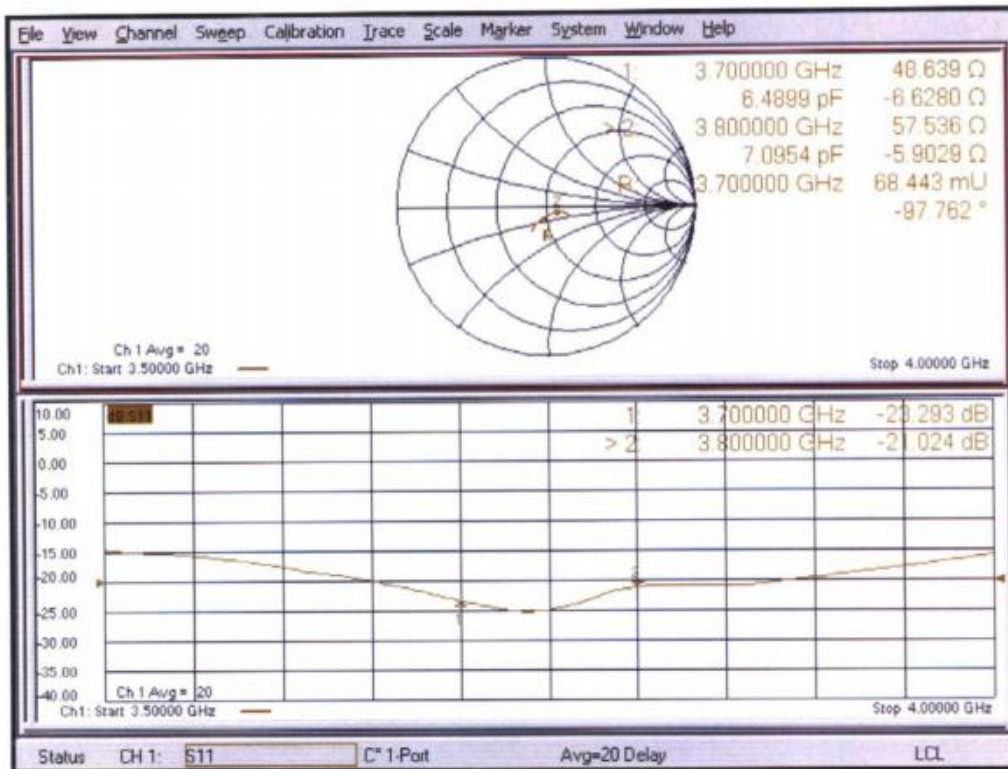 File View Channel Sweep Calibration Trace Scale Marker System Window Help
1: 3.700000 GHz 48.639 Ω
6.4899 pF -6.6280 Ω
> 2: 3.800000 GHz 57.536 Ω
7.0954 pF -5.9029 Ω
R: 3.700000 GHz 68.443 mU
-97.762 °
Ch 1 Avg = 20
Ch1: Start 3.50000 GHz Stop 4.00000 GHz
10.00 dB S11
1: 3.700000 GHz -23.293 dB
5.00
> 2: 3.800000 GHz -21.024 dB
0.00
-5.00
-10.00
-15.00
-20.00
-25.00
-30.00
-35.00
-40.00
Ch 1 Avg = 20
Ch1: Start 3.50000 GHz Stop 4.00000 GHz
Status CH 1: S11 C* 1-Port Avg=20 Delay LCL